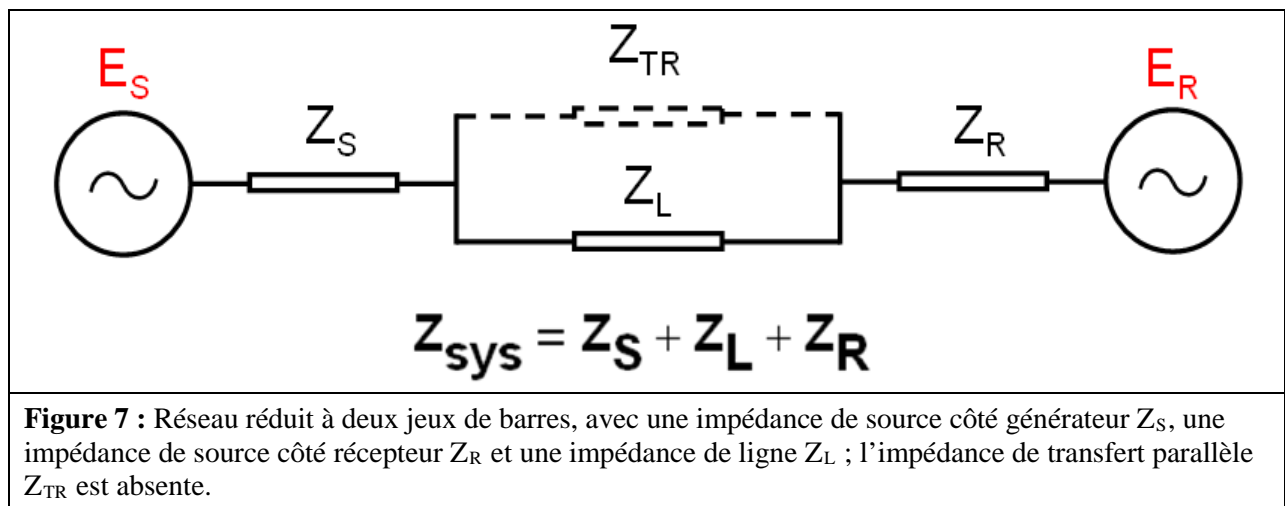 Z_TR
E_S
E_R
Z_S
Z_R
Z_L
Z_sys = Z_S + Z_L + Z_R
Figure 7 : Réseau réduit à deux jeux de barres, avec une impédance de source côté générateur Z_S, une
impédance de source côté récepteur Z_R et une impédance de ligne Z_L ; l’impédance de transfert parallèle
Z_TR est absente.